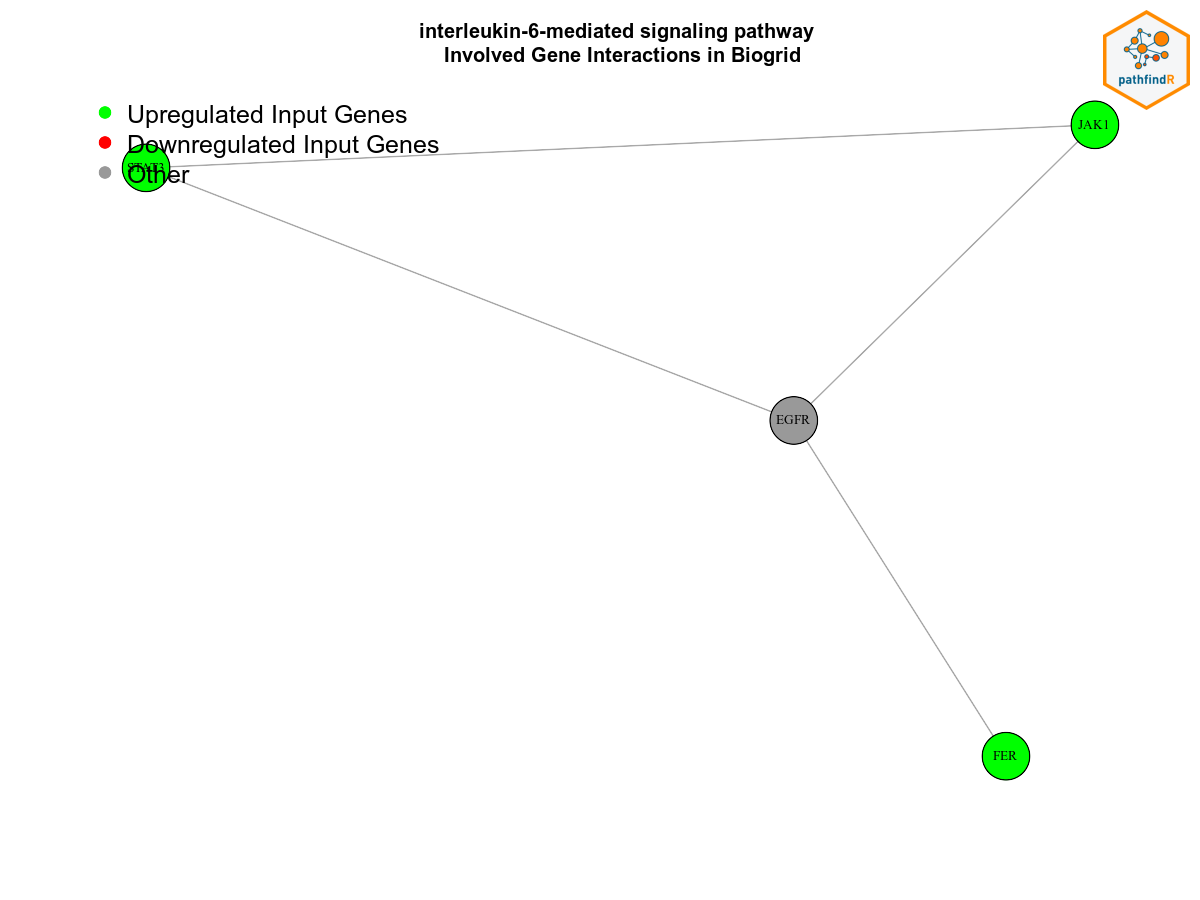 interleukin-6-mediated signaling pathway
Involved Gene Interactions in Biogrid
pathfindR
Upregulated Input Genes
Downregulated Input Genes
Other
JAK1
STAT3
EGFR
FER